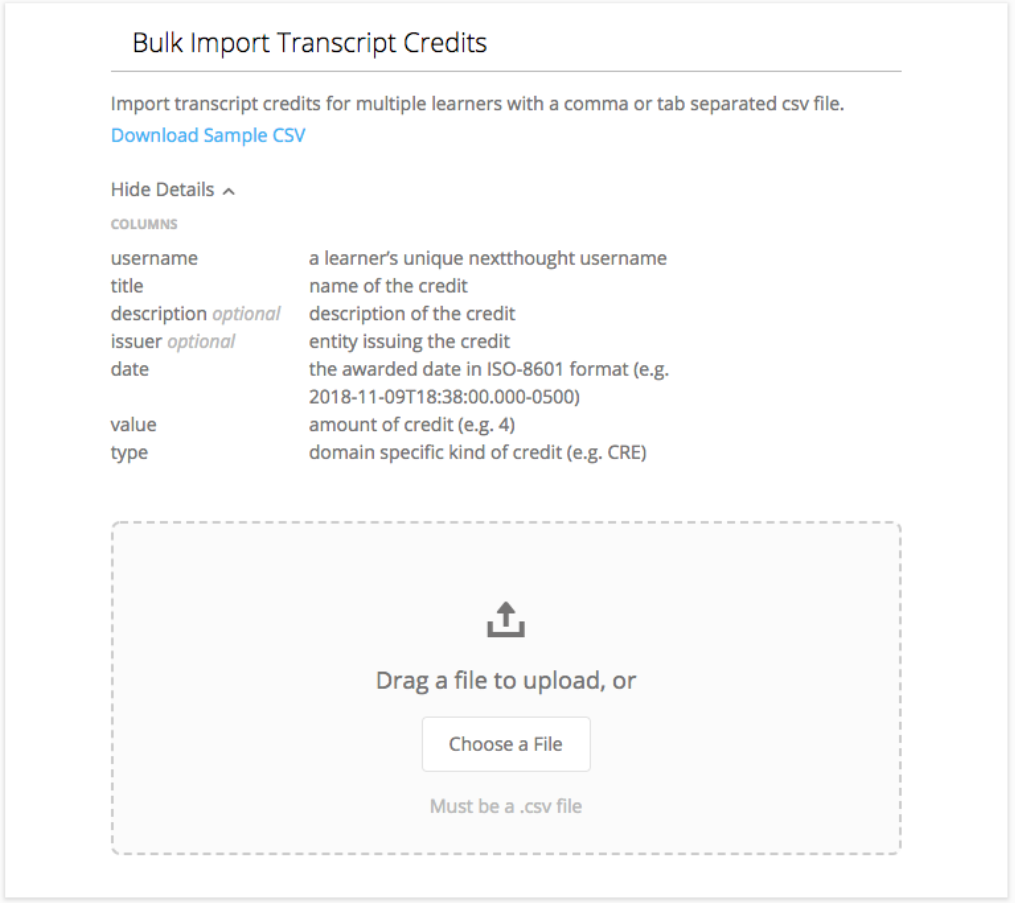 Bulk Import Transcript Credits
Import transcript credits for multiple learners with a comma or tab separated csv file.
Download Sample CSV
Hide Details
COLUMNS
username a learner's unique nextthought username
title name of the credit
description optional description of the credit
issuer optional entity issuing the credit
date the awarded date in ISO-8601 format (e.g.
2018-11-09T18:38:00.000-0500)
value amount of credit (e.g. 4)
type domain specific kind of credit (e.g. CRE)
Drag a file to upload, or
Choose a File
Must be a .csv file